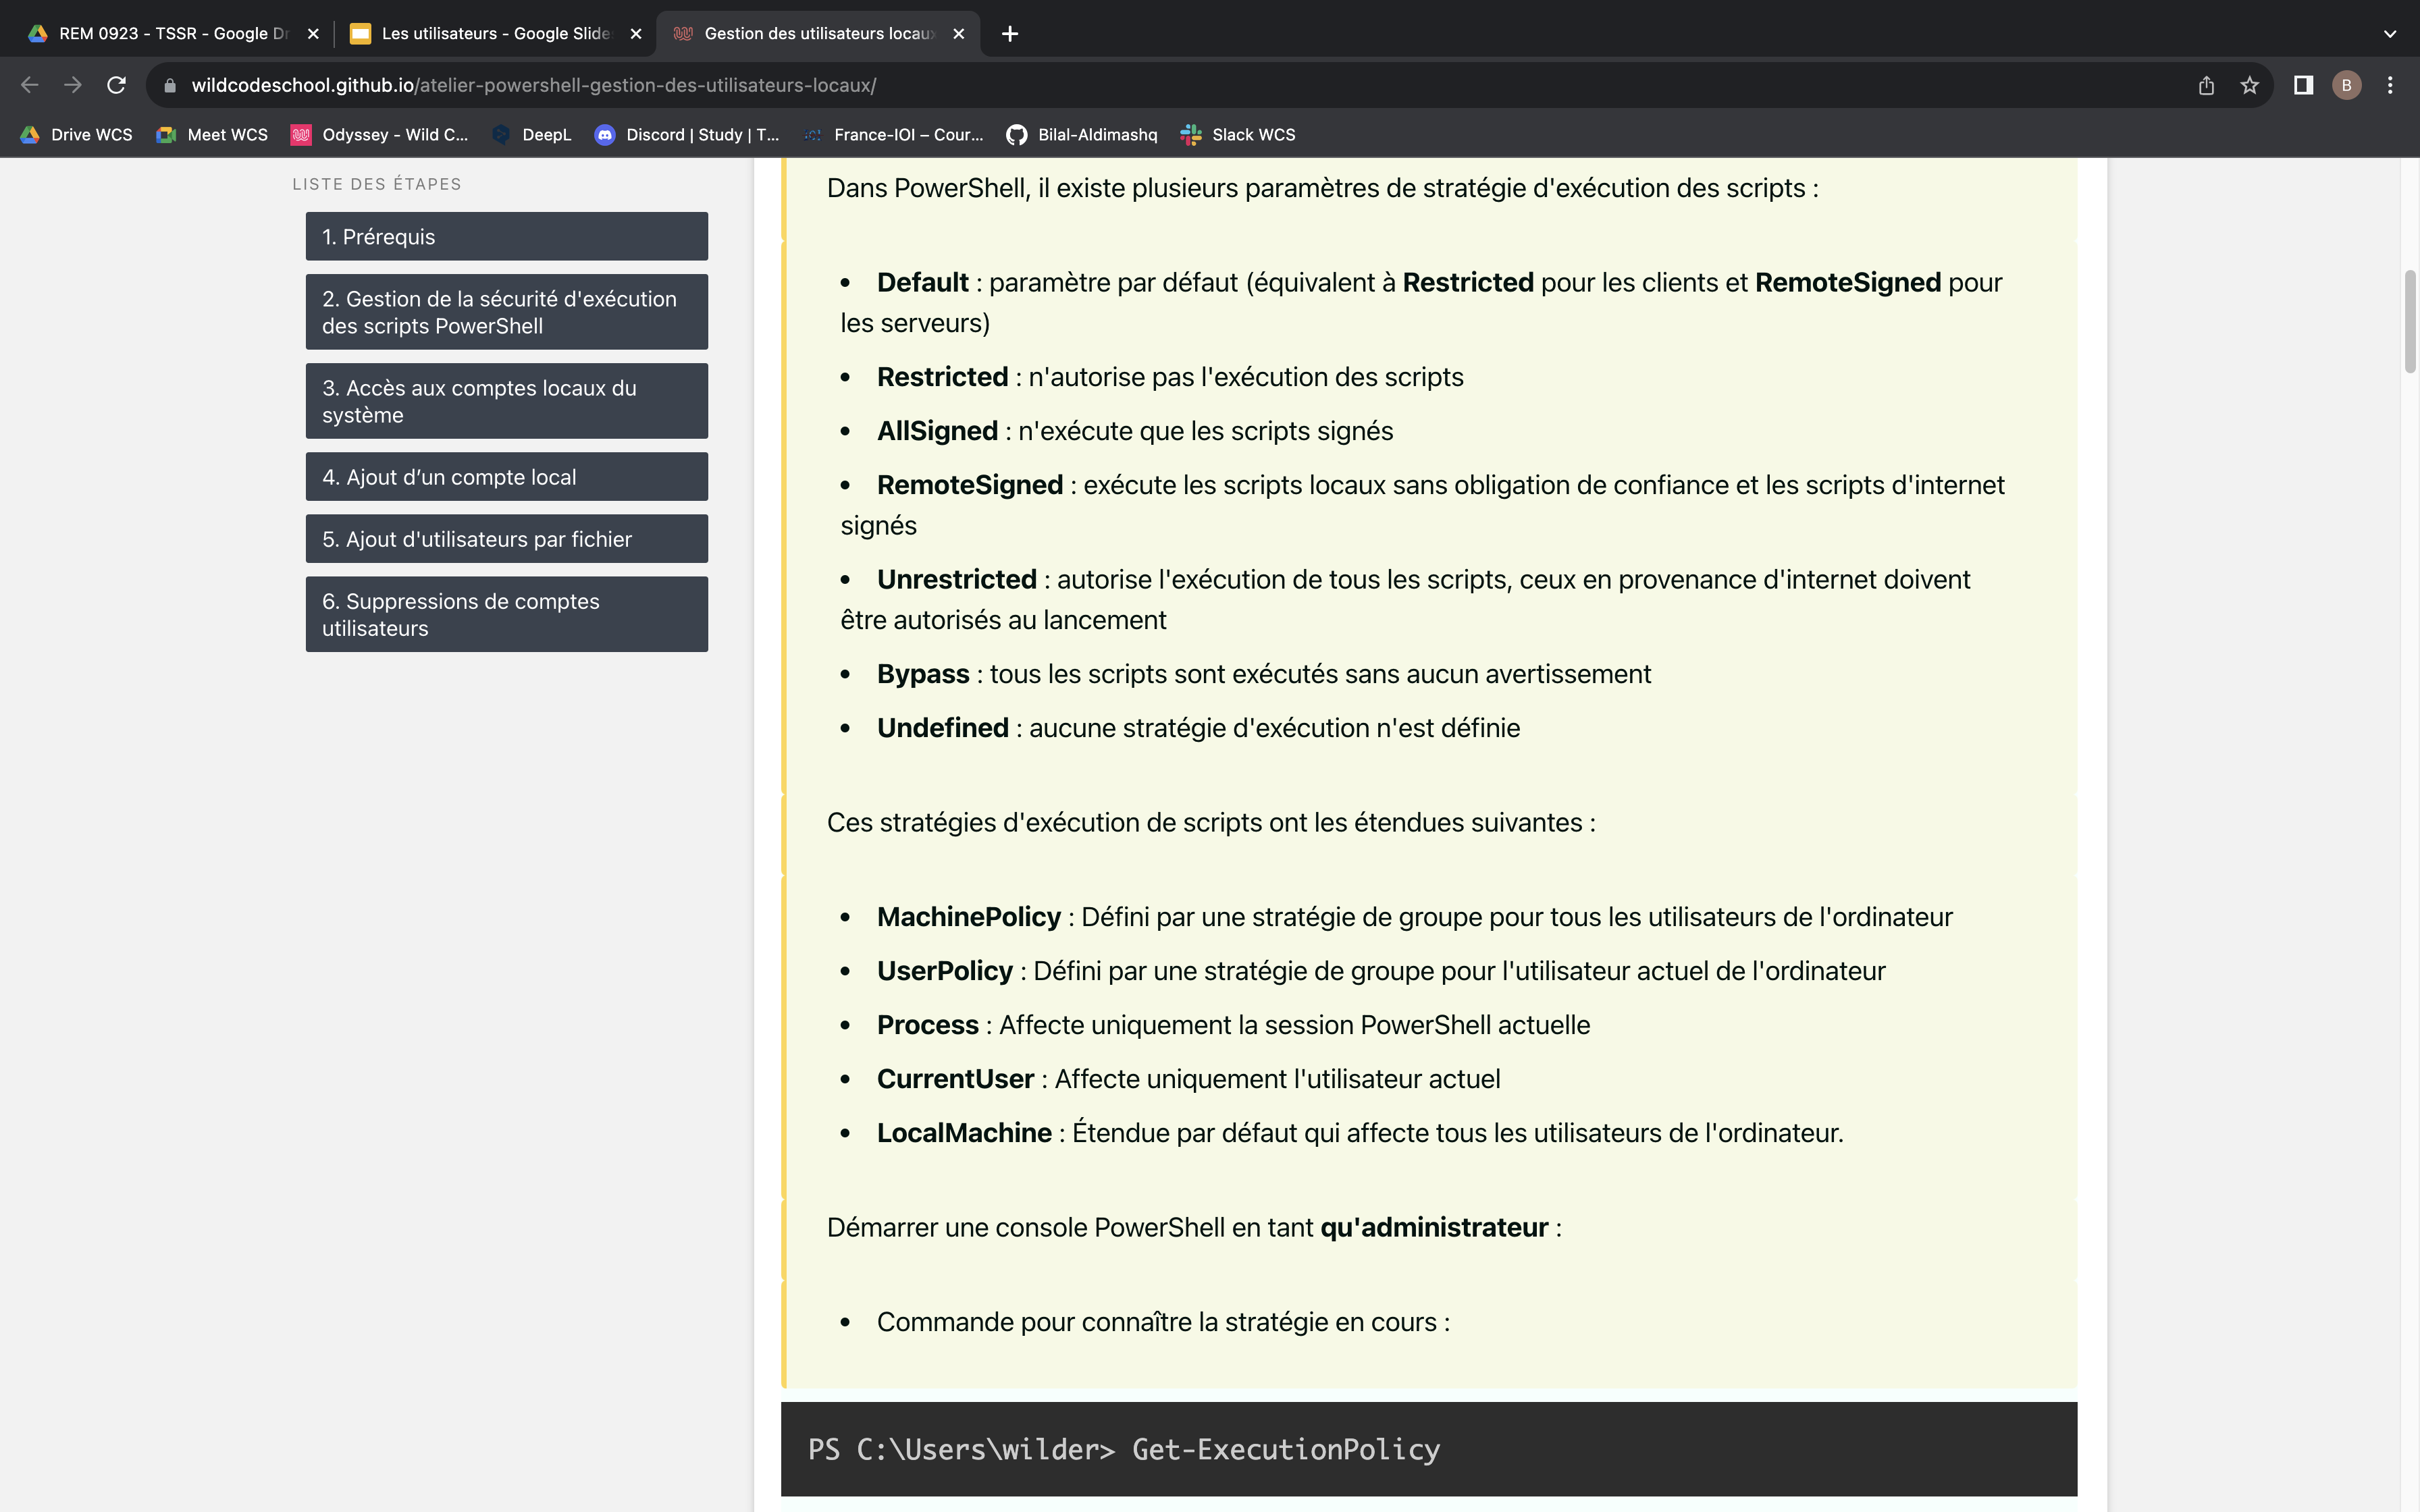 REM 0923 - TSSR - Google Dr
Les utilisateurs - Google Slide
Gestion des utilisateurs locaux
wildcodeschool.github.io/atelier-powershell-gestion-des-utilisateurs-locaux/
B
Drive WCS
Meet WCS
Odyssey - Wild C...
DeepL
Discord | Study | T...
France-IOI – Cour...
Bilal-Aldimashq
Slack WCS
LISTE DES ÉTAPES
1. Prérequis
2. Gestion de la sécurité d'exécution
des scripts PowerShell
3. Accès aux comptes locaux du
système
4. Ajout d’un compte local
5. Ajout d'utilisateurs par fichier
6. Suppressions de comptes
utilisateurs
Dans PowerShell, il existe plusieurs paramètres de stratégie d'exécution des scripts :
• Default : paramètre par défaut (équivalent à Restricted pour les clients et RemoteSigned pour
les serveurs)
• Restricted : n'autorise pas l'exécution des scripts
• AllSigned : n'exécute que les scripts signés
• RemoteSigned : exécute les scripts locaux sans obligation de confiance et les scripts d'internet
signés
• Unrestricted : autorise l'exécution de tous les scripts, ceux en provenance d'internet doivent
être autorisés au lancement
• Bypass : tous les scripts sont exécutés sans aucun avertissement
• Undefined : aucune stratégie d'exécution n'est définie
Ces stratégies d'exécution de scripts ont les étendues suivantes :
• MachinePolicy : Défini par une stratégie de groupe pour tous les utilisateurs de l'ordinateur
• UserPolicy : Défini par une stratégie de groupe pour l'utilisateur actuel de l'ordinateur
• Process : Affecte uniquement la session PowerShell actuelle
• CurrentUser : Affecte uniquement l'utilisateur actuel
• LocalMachine : Étendue par défaut qui affecte tous les utilisateurs de l'ordinateur.
Démarrer une console PowerShell en tant qu'administrateur :
• Commande pour connaître la stratégie en cours :
PS C:\Users\wilder> Get-ExecutionPolicy